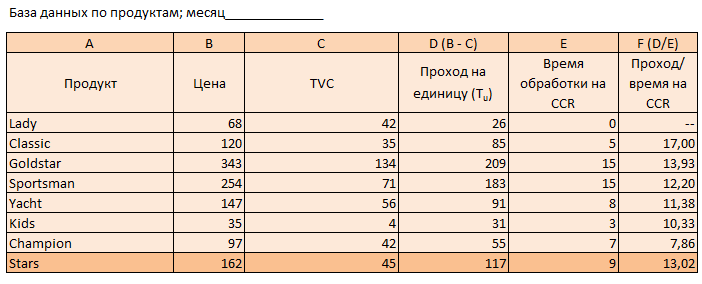 База данных по продуктам; месяц______________
A B C D (B - C) E F (D/E)
Продукт Цена TVC Проход на единицу (Tu) Время обработки на CCR Проход/ время на CCR
Lady 68 42 26 0 --
Classic 120 35 85 5 17,00
Goldstar 343 134 209 15 13,93
Sportsman 254 71 183 15 12,20
Yacht 147 56 91 8 11,38
Kids 35 4 31 3 10,33
Champion 97 42 55 7 7,86
Stars 162 45 117 9 13,02